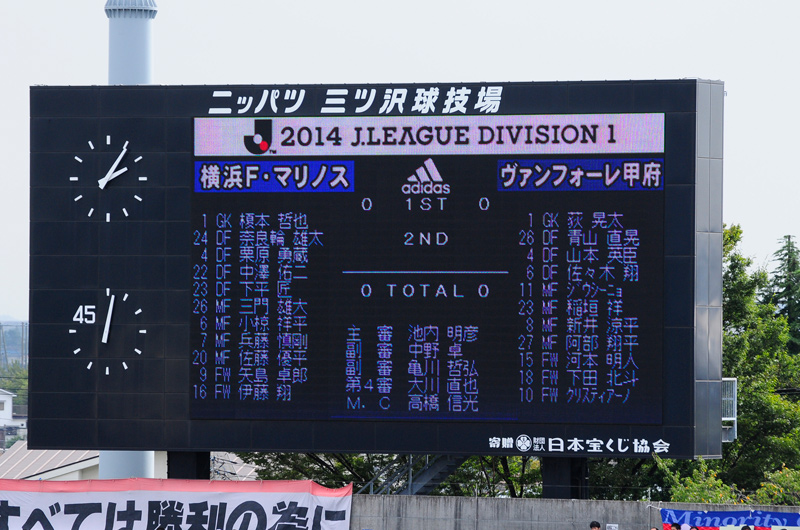 ニッパツ 三ツ沢球技場
2014 J.LEAGUE DIVISION 1
横浜F・マリノス
adidas
ヴァンフォーレ甲府
0 1ST 0
2ND
0 TOTAL 0
1 GK 榎本 哲也
24 DF 奈良輪 雄太
4 DF 栗原 勇蔵
22 DF 中澤 佑二
23 DF 下平 匠
26 MF 三門 雄大
6 MF 小椋 祥平
7 MF 兵藤 慎剛
20 MF 佐藤 優平
9 FW 矢島 卓郎
16 FW 伊藤 翔
主 審 池内 明彦
副 審 中野 卓
副 審 亀川 哲弘
第4審 大川 直也
M.C 高橋 信光
1 GK 荻 晃太
26 DF 青山 直晃
4 DF 山本 英臣
6 DF 佐々木 翔
11 MF ジウシーニョ
23 MF 稲垣 祥
8 MF 新井 涼平
27 MF 阿部 翔平
15 FW 河本 明人
18 FW 下田 北斗
10 FW クリスティアーノ
45
寄贈 財団法人 日本宝くじ協会
すべては勝利の為に
Minority